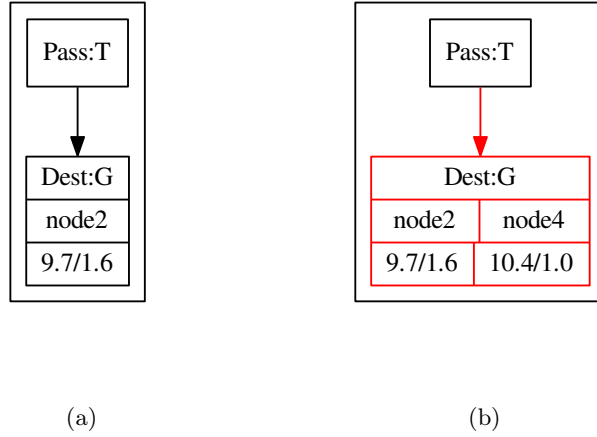 Pass:T
Dest:G
node2
9.7/1.6
(a)
Pass:T
Dest:G
node2 node4
9.7/1.6 10.4/1.0
(b)